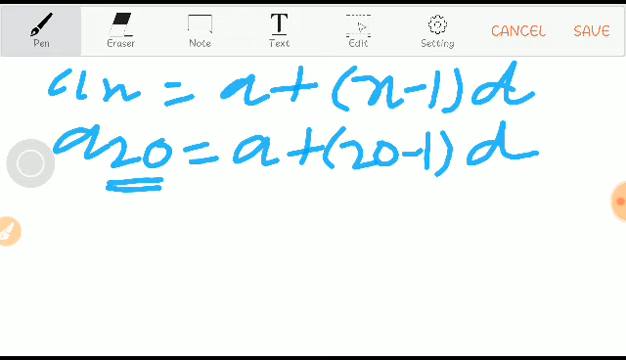 Pen Eraser Note Text Edit Setting CANCEL SAVE
an = a + (n-1) d
a20 = a + (20-1) d